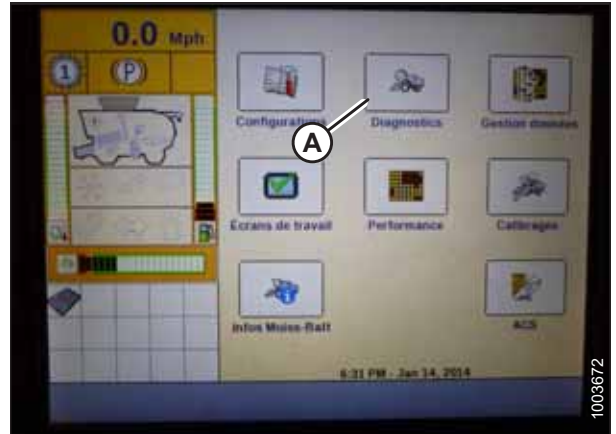 0.0 Mph
1 (P)
Configurations
Diagnostics
Gestion données
A
Écrans de travail
Performance
Calibrages
Infos Moiss-Batt
ACS
6:31 PM - Jan 14, 2014
1003672